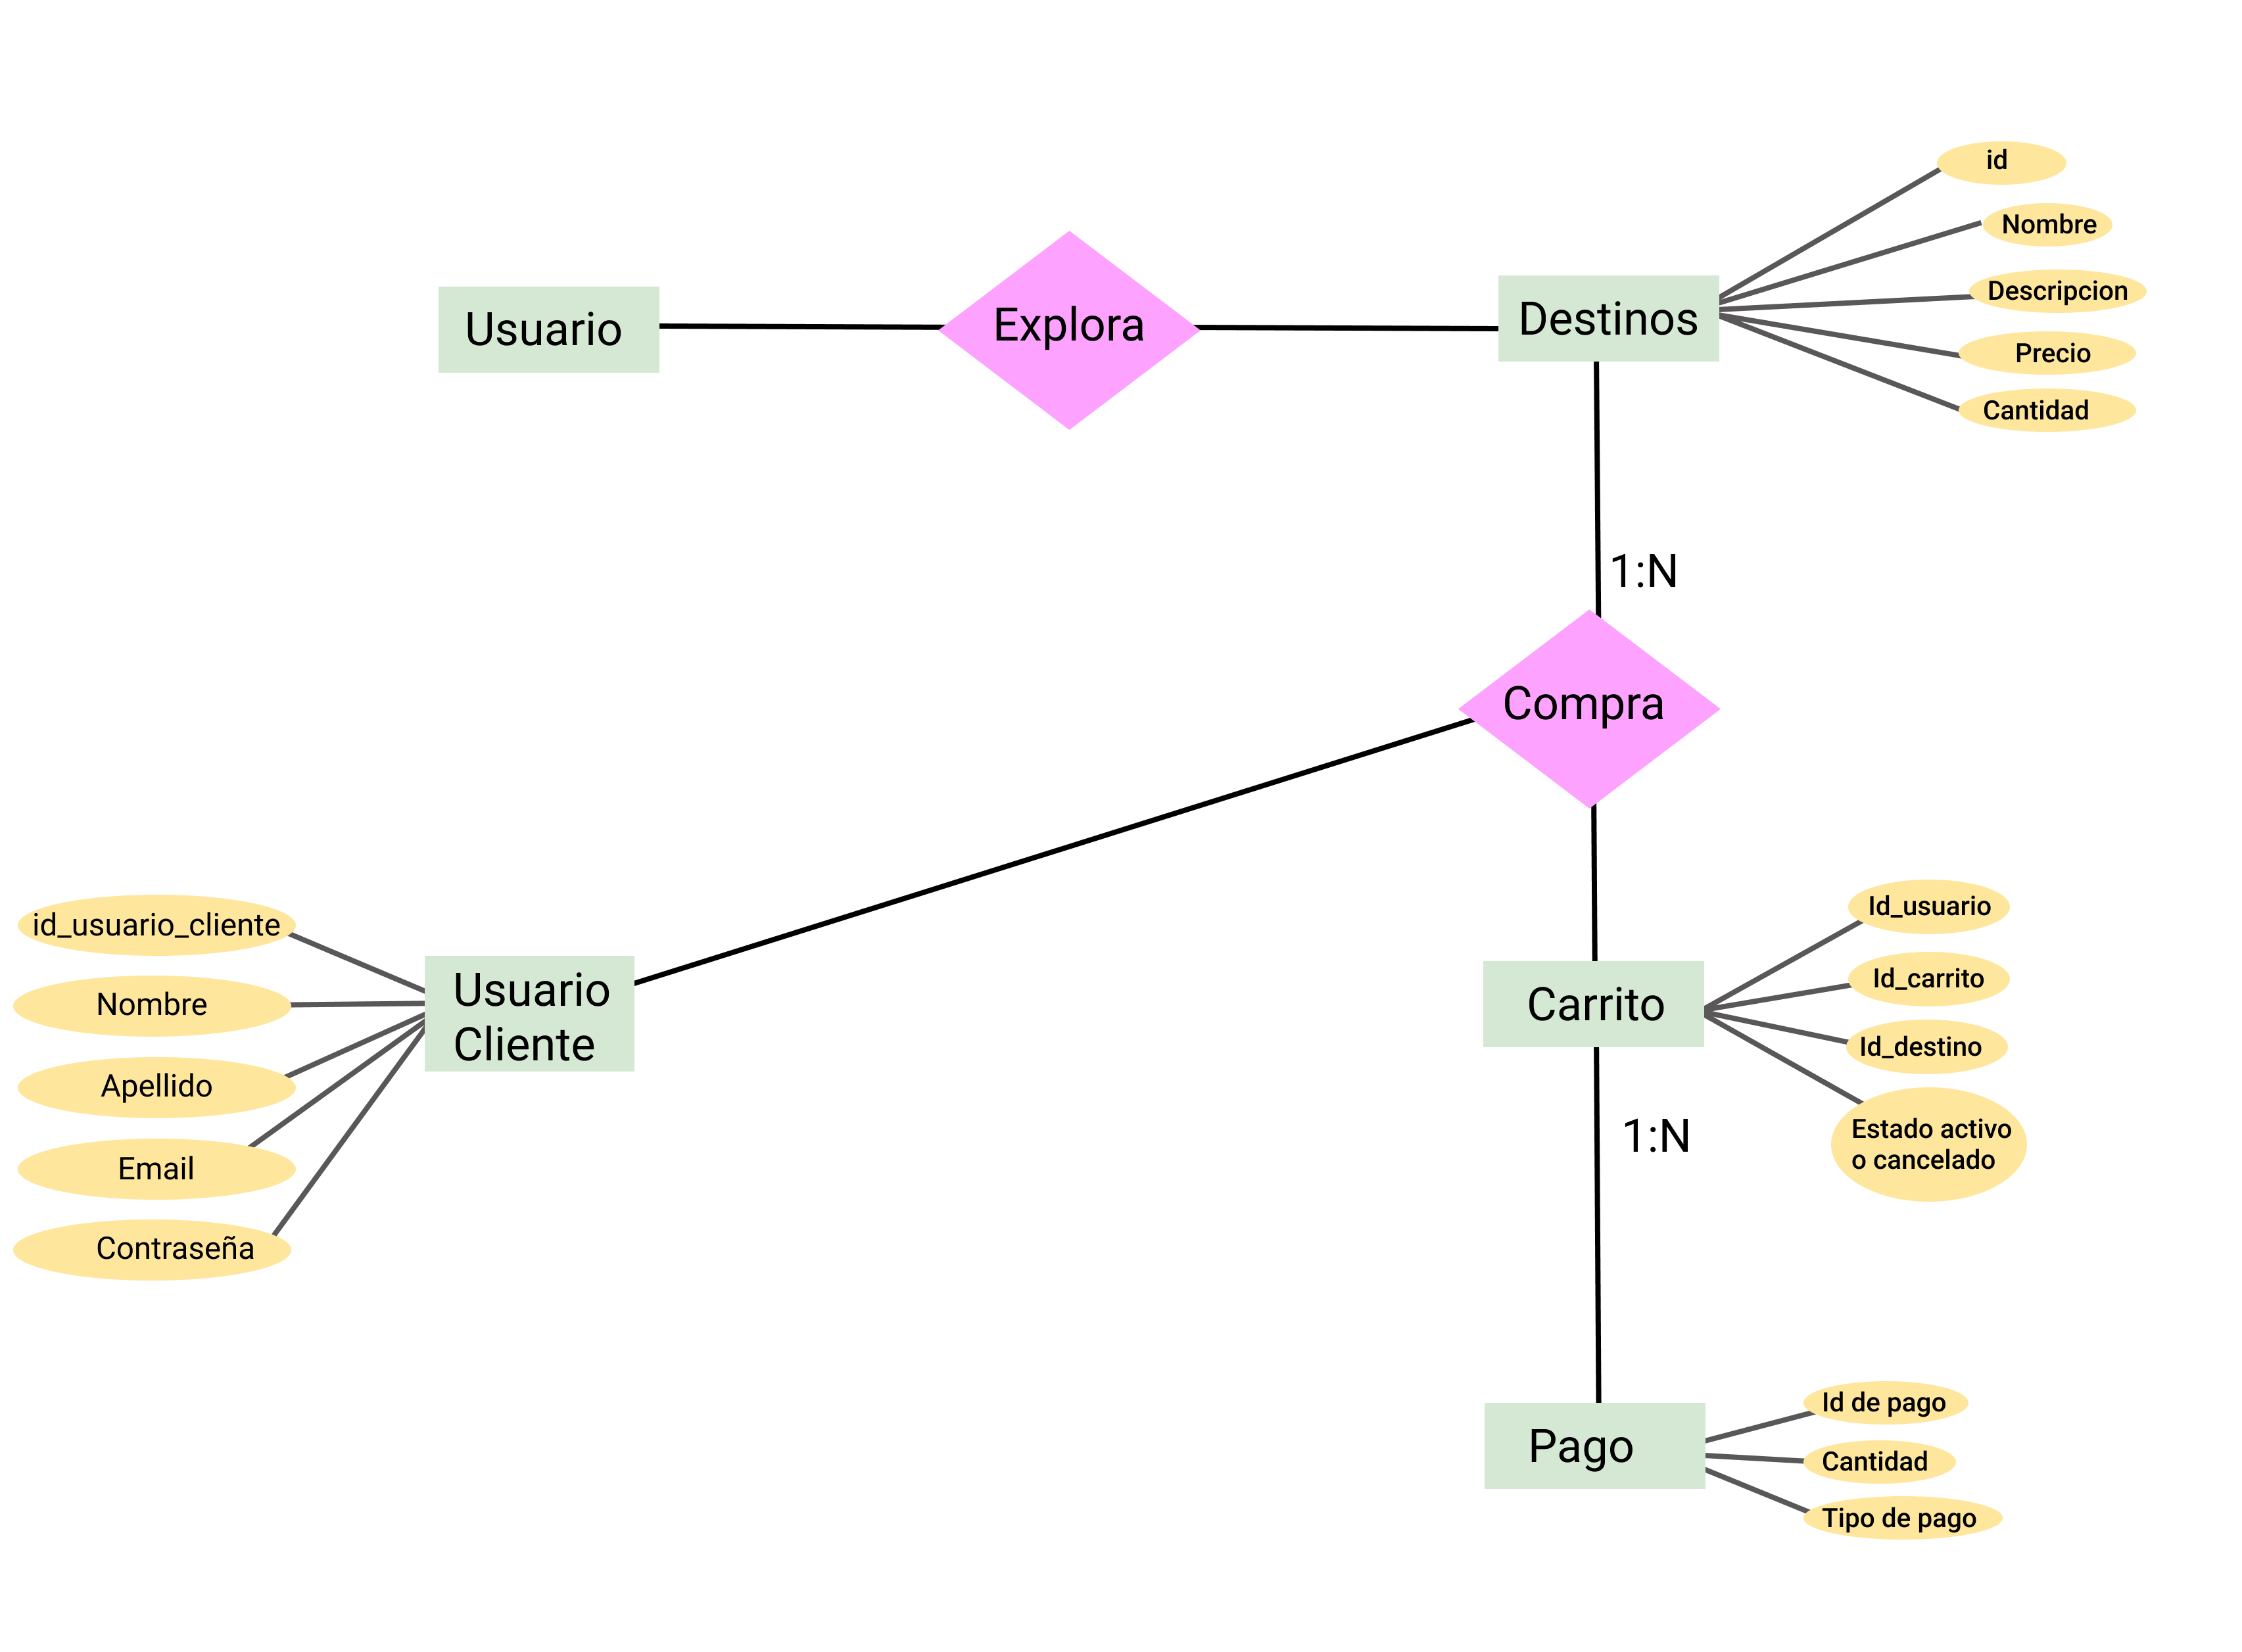 id
Nombre
Descripcion
Precio
Cantidad
Usuario
Explora
Destinos
1:N
Compra
id_usuario_cliente
Nombre
Apellido
Email
Contraseña
Usuario
Cliente
Carrito
Id_usuario
Id_carrito
Id_destino
Estado activo
o cancelado
1:N
Pago
Id de pago
Cantidad
Tipo de pago